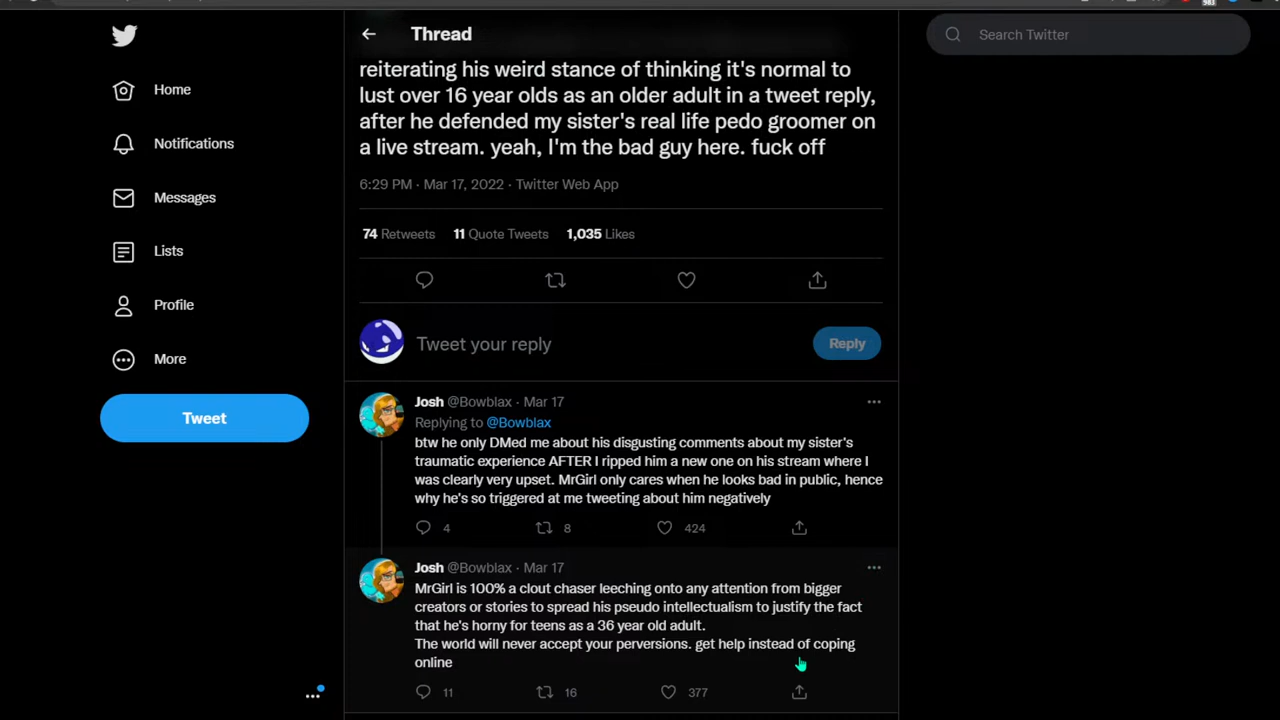 983
Thread
Search Twitter
Home
Notifications
Messages
Lists
Profile
More
Tweet
reiterating his weird stance of thinking it's normal to
lust over 16 year olds as an older adult in a tweet reply,
after he defended my sister's real life pedo groomer on
a live stream. yeah, I'm the bad guy here. fuck off
6:29 PM · Mar 17, 2022 · Twitter Web App
74 Retweets 11 Quote Tweets 1,035 Likes
Tweet your reply
Reply
Josh @Bowblax · Mar 17
Replying to @Bowblax
btw he only DMed me about his disgusting comments about my sister's
traumatic experience AFTER I ripped him a new one on his stream where I
was clearly very upset. MrGirl only cares when he looks bad in public, hence
why he's so triggered at me tweeting about him negatively
4 8 424
Josh @Bowblax · Mar 17
MrGirl is 100% a clout chaser leeching onto any attention from bigger
creators or stories to spread his pseudo intellectualism to justify the fact
that he's horny for teens as a 36 year old adult.
The world will never accept your perversions. get help instead of coping
online
11 16 377